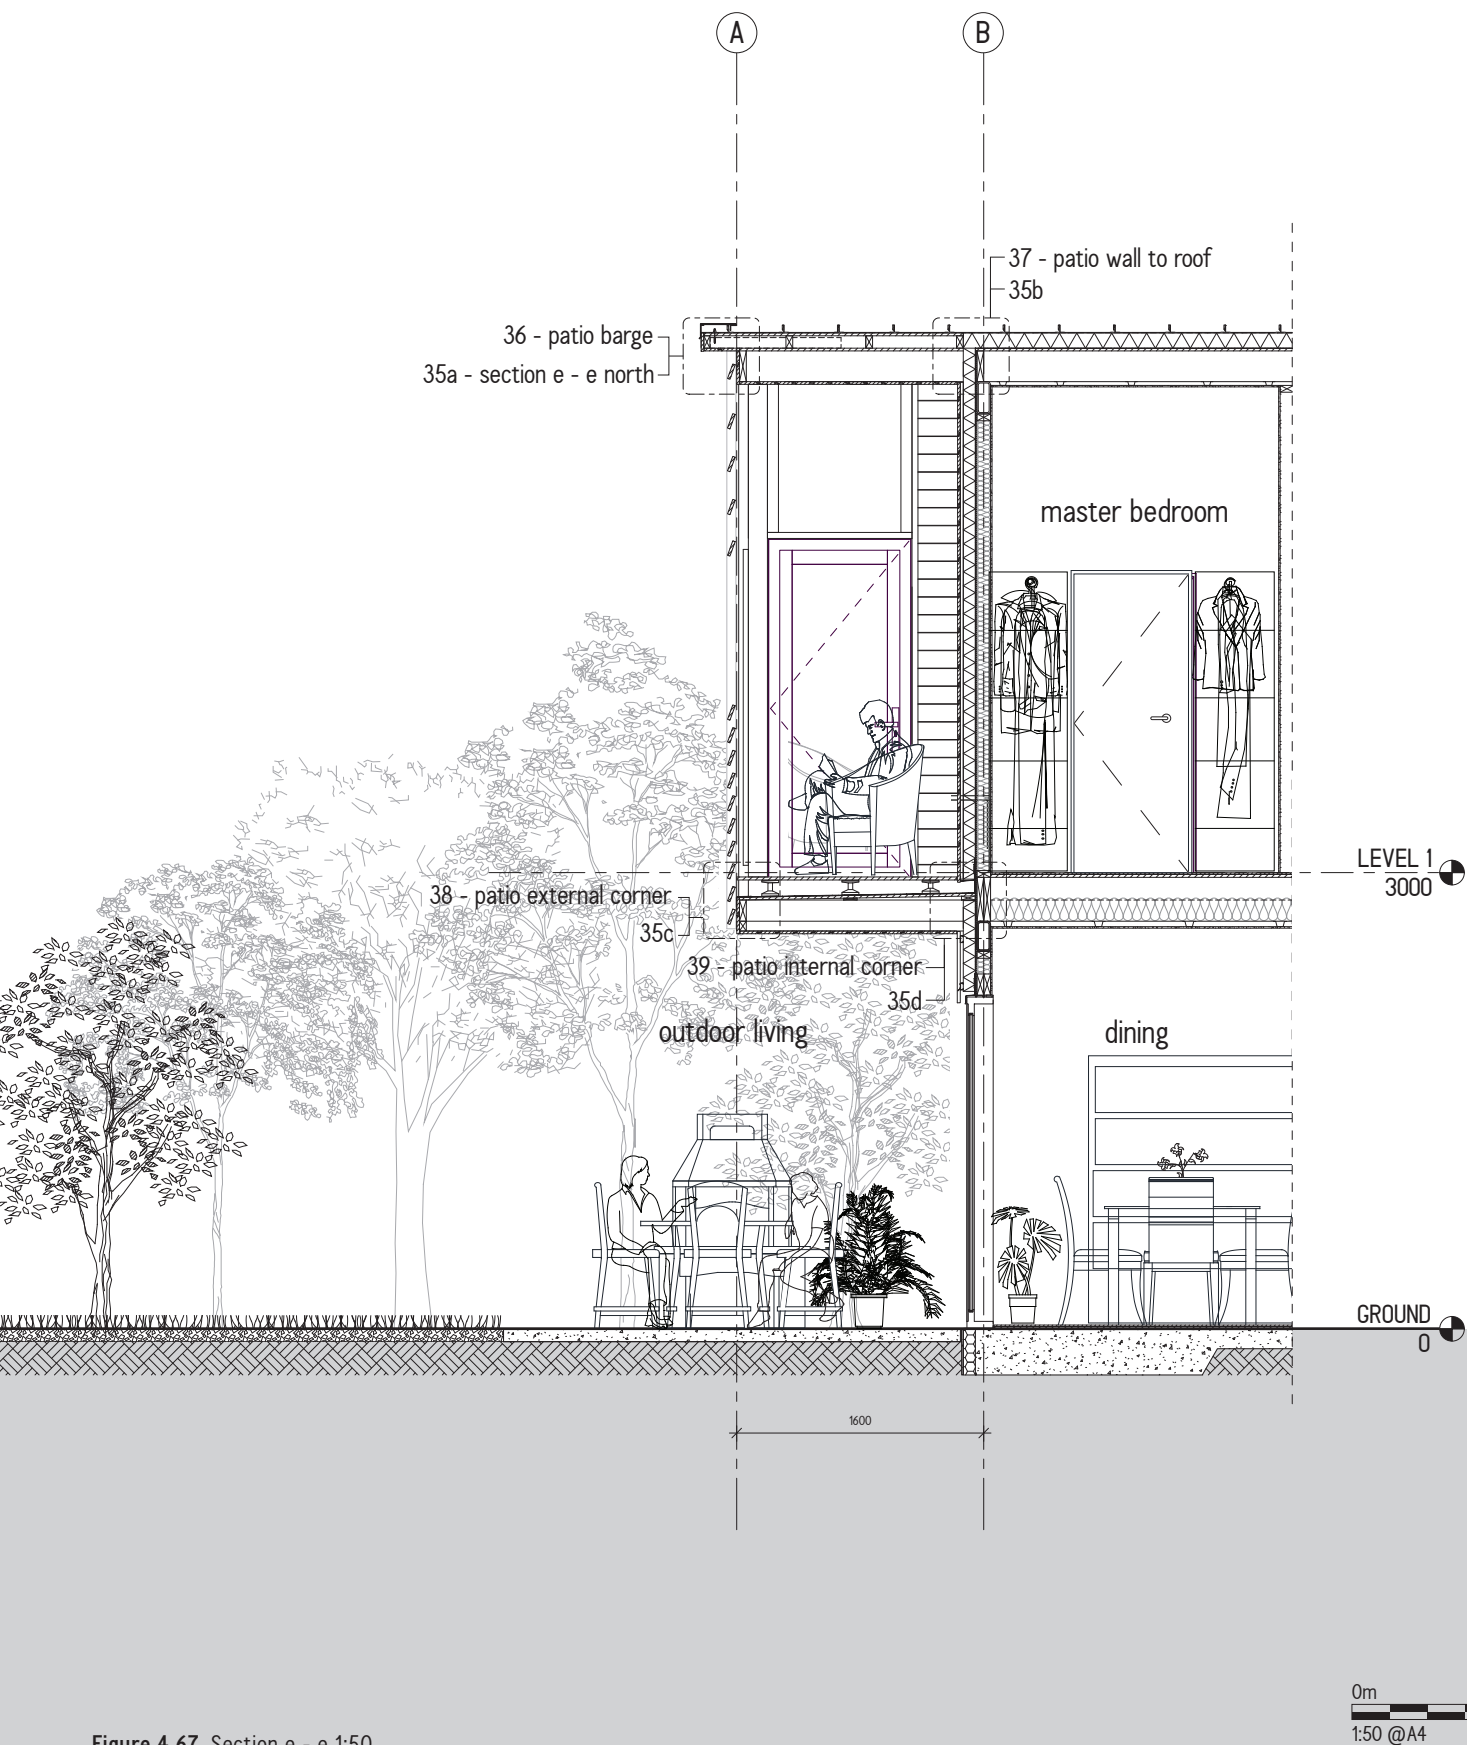 A
B
37 - patio wall to roof
35b
36 - patio barge
35a - section e - e north
master bedroom
LEVEL 1
3000
38 - patio external corner
35c
39 - patio internal corner
35d
outdoor living
dining
GROUND
0
1600
0m
1:50 @A4
Figure 4.67 Section e - e 1:50